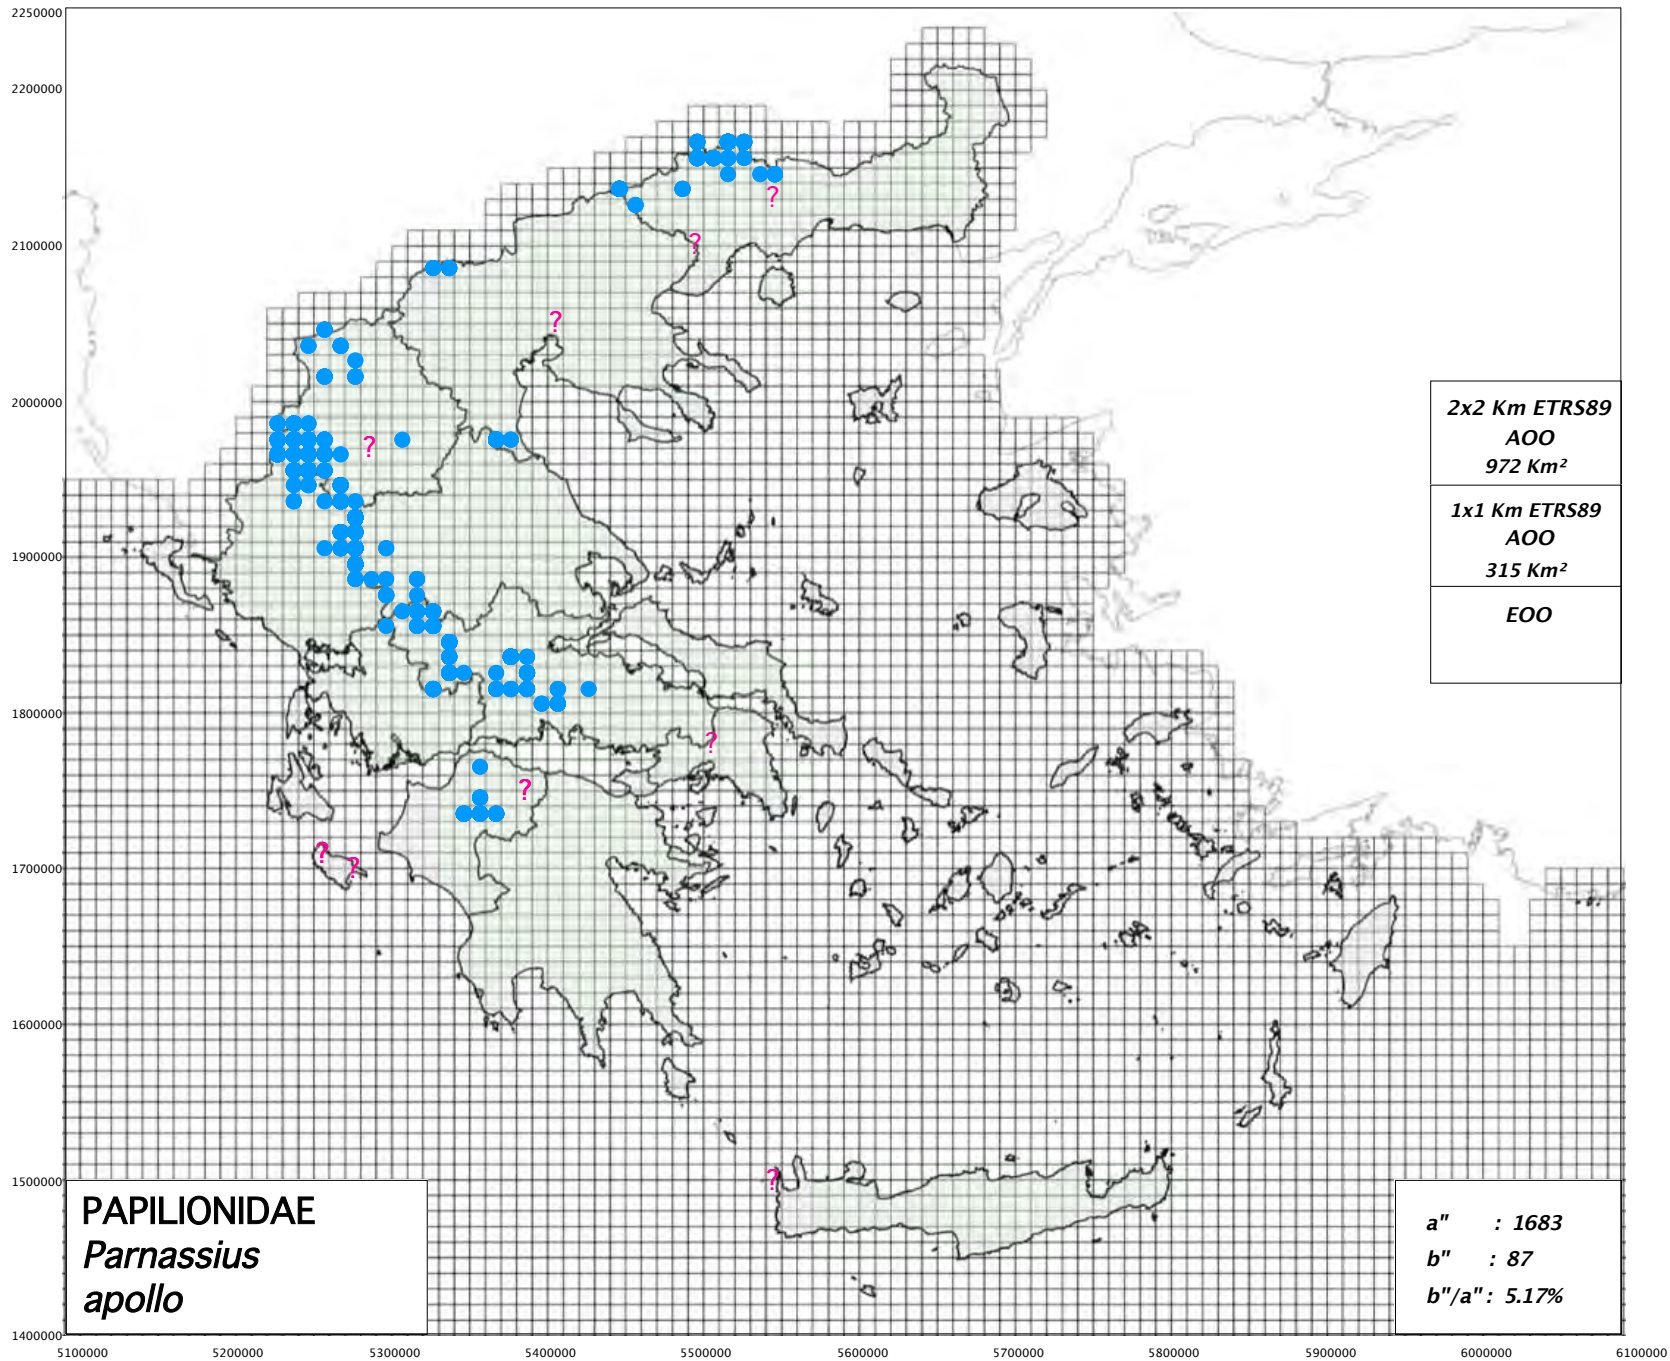 2250000
2200000
2100000
2000000
1900000
1800000
1700000
1600000
1500000
1400000
?
?
?
?
?
?
?
?
?
2x2 Km ETRS89
AOO
972 Km²
1x1 Km ETRS89
AOO
315 Km²
EOO
PAPILIONIDAE
Parnassius
apollo
a" : 1683
b" : 87
b"/a" : 5.17%
5100000 5200000 5300000 5400000 5500000 5600000 5700000 5800000 5900000 6000000 6100000